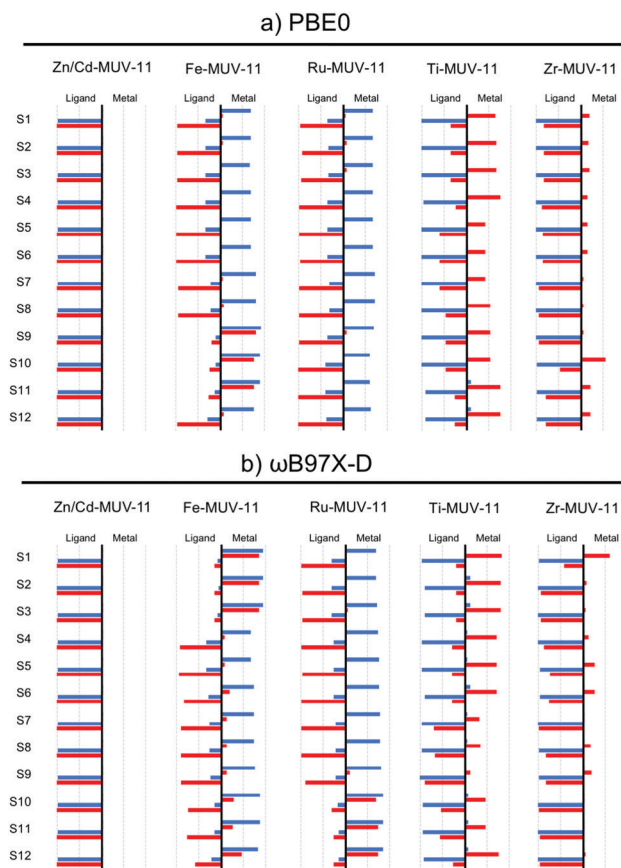 a) PBE0
Zn/Cd-MUV-11 Fe-MUV-11 Ru-MUV-11 Ti-MUV-11 Zr-MUV-11
Ligand Metal Ligand Metal Ligand Metal Ligand Metal Ligand Metal
S1
S2
S3
S4
S5
S6
S7
S8
S9
S10
S11
S12
b) ωB97X-D
Zn/Cd-MUV-11 Fe-MUV-11 Ru-MUV-11 Ti-MUV-11 Zr-MUV-11
Ligand Metal Ligand Metal Ligand Metal Ligand Metal Ligand Metal
S1
S2
S3
S4
S5
S6
S7
S8
S9
S10
S11
S12